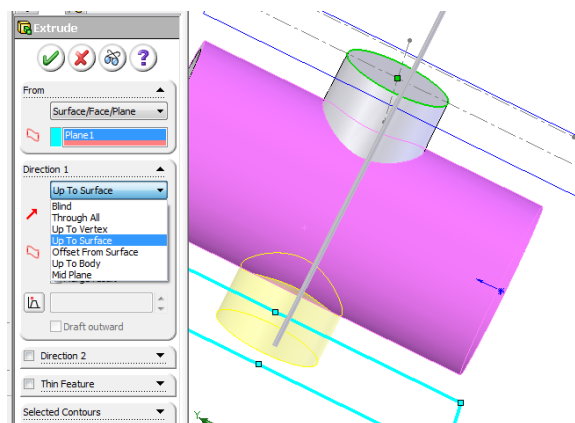 Extrude
From
Surface/Face/Plane
Plane1
Direction 1
Up To Surface
Blind
Through All
Up To Vertex
Up To Surface
Offset From Surface
Up To Body
Mid Plane
Draft outward
Direction 2
Thin Feature
Selected Contours
Y